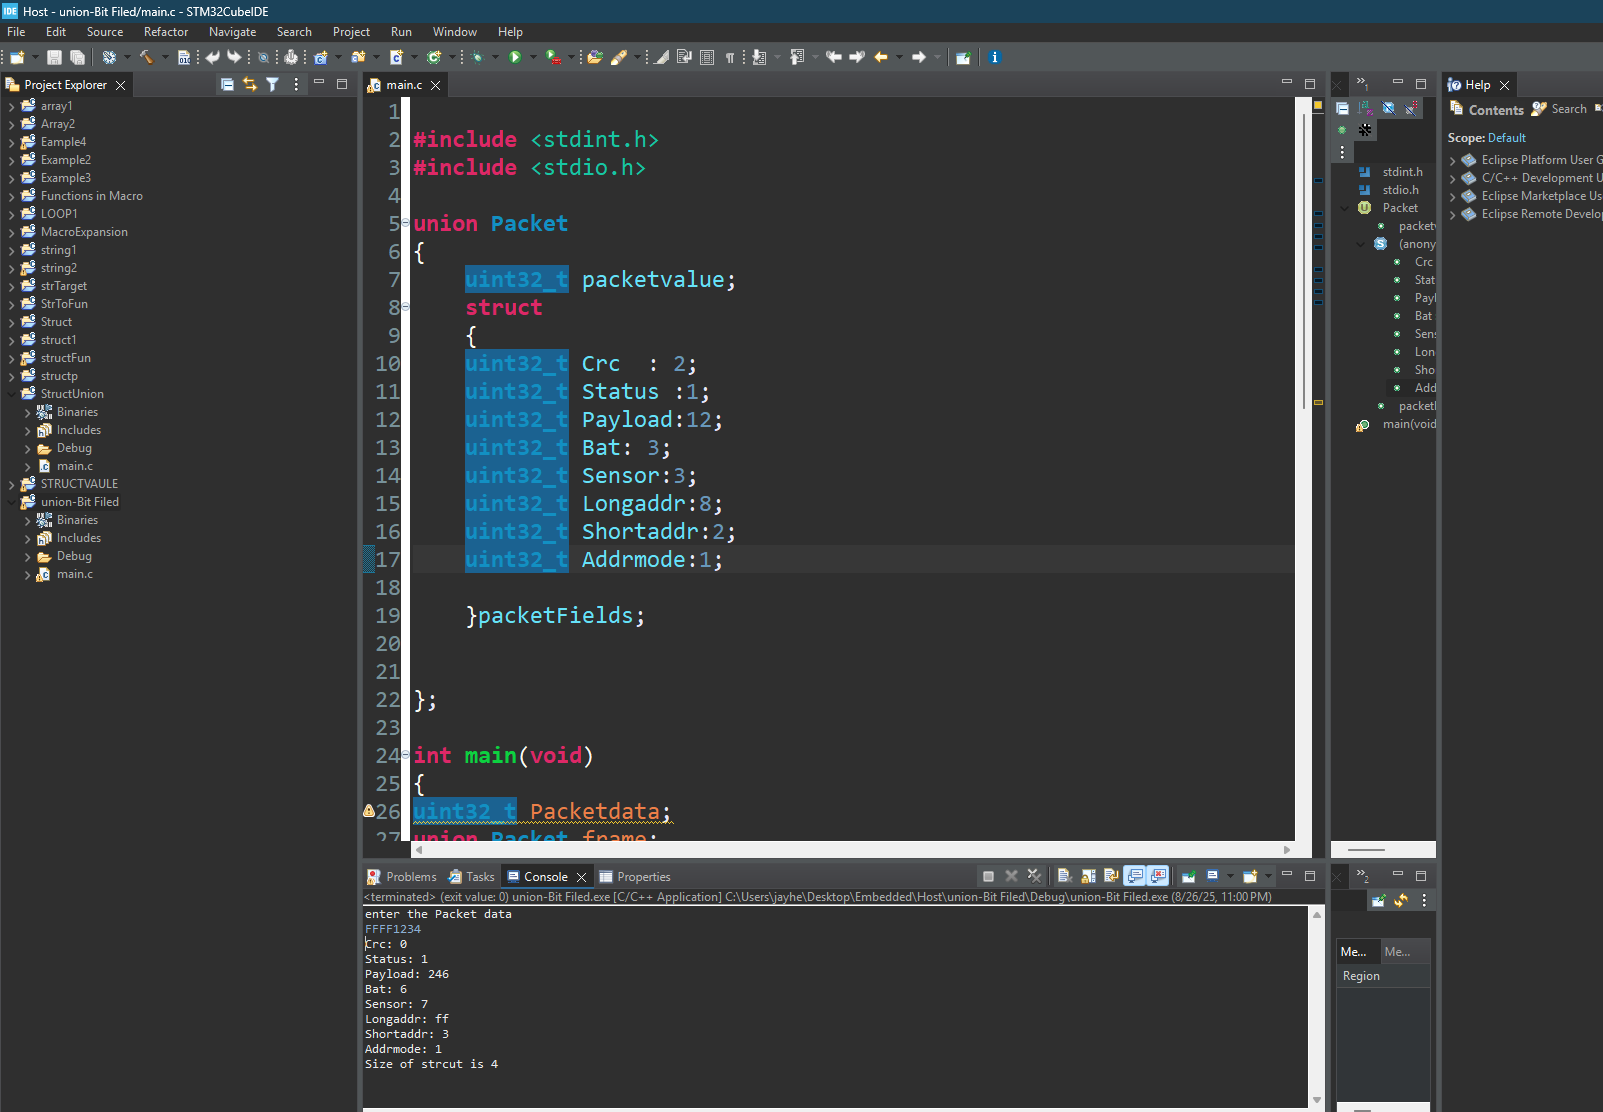 Host - union-Bit Filed/main.c - STM32CubeIDE
File Edit Source Refactor Navigate Search Project Run Window Help
Project Explorer
array1
Array2
Eample4
Example2
Example3
Functions in Macro
LOOP1
MacroExpansion
string1
string2
strTarget
StrToFun
Struct
struct1
structFun
structp
StructUnion
Binaries
Includes
Debug
main.c
STRUCTVAULE
union-Bit Filed
Binaries
Includes
Debug
main.c
main.c
1
2 #include <stdint.h>
3 #include <stdio.h>
4
5 union Packet
6 {
7 uint32_t packetvalue;
8 struct
9 {
10 uint32_t Crc : 2;
11 uint32_t Status :1;
12 uint32_t Payload:12;
13 uint32_t Bat: 3;
14 uint32_t Sensor:3;
15 uint32_t Longaddr:8;
16 uint32_t Shortaddr:2;
17 uint32_t Addrmode:1;
18
19 }packetFields;
20
21
22 };
23
24 int main(void)
25 {
26 uint32_t Packetdata;
27 union Packet frame;
stdint.h
stdio.h
Packet
packetv
(anony
Crc
Stat
Payl
Bat
Sens
Lon
Sho
Add
packetF
main(void
Help
Contents Search
Scope: Default
Eclipse Platform User G
C/C++ Development U
Eclipse Marketplace Us
Eclipse Remote Develop
Problems Tasks Console Properties
<terminated> (exit value: 0) union-Bit Filed.exe [C/C++ Application] C:\Users\jayhe\Desktop\Embedded\Host\union-Bit Filed\Debug\union-Bit Filed.exe (8/26/25, 11:00 PM)
enter the Packet data
FFFF1234
Crc: 0
Status: 1
Payload: 246
Bat: 6
Sensor: 7
Longaddr: ff
Shortaddr: 3
Addrmode: 1
Size of strcut is 4
Me... Me...
Region